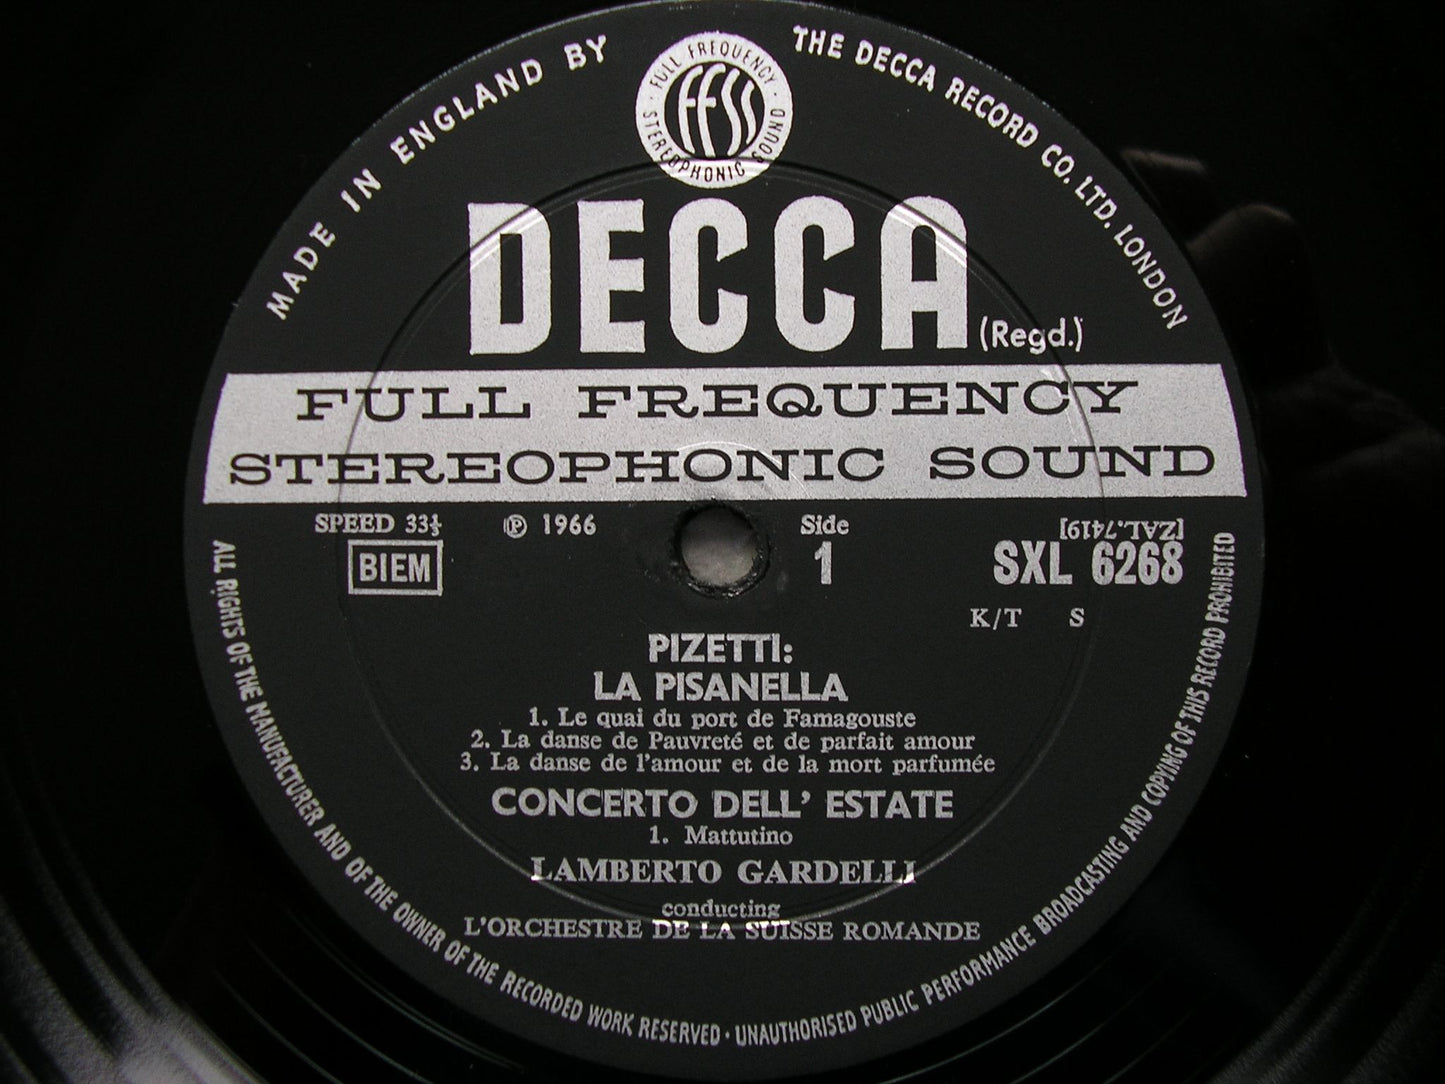 MADE IN ENGLAND BY
THE DECCA RECORD CO. LTD. LONDON
FULL FREQUENCY
FFSS
STEREOPHONIC SOUND
DECCA (Regd.)
FULL FREQUENCY
STEREOPHONIC SOUND
SPEED 33⅓ ℗ 1966 Side [ZAL.7419]
BIEM 1 SXL 6268
K/T S
PIZETTI:
LA PISANELLA
1. Le quai du port de Famagouste
2. La danse de Pauvreté et de parfait amour
3. La danse de l'amour et de la mort parfumée
CONCERTO DELL' ESTATE
1. Mattutino
LAMBERTO GARDELLI
conducting
L'ORCHESTRE DE LA SUISSE ROMANDE
ALL RIGHTS OF THE MANUFACTURER AND OF THE OWNER OF THE RECORDED WORK RESERVED · UNAUTHORISED PUBLIC PERFORMANCE BROADCASTING AND COPYING OF THIS RECORD PROHIBITED